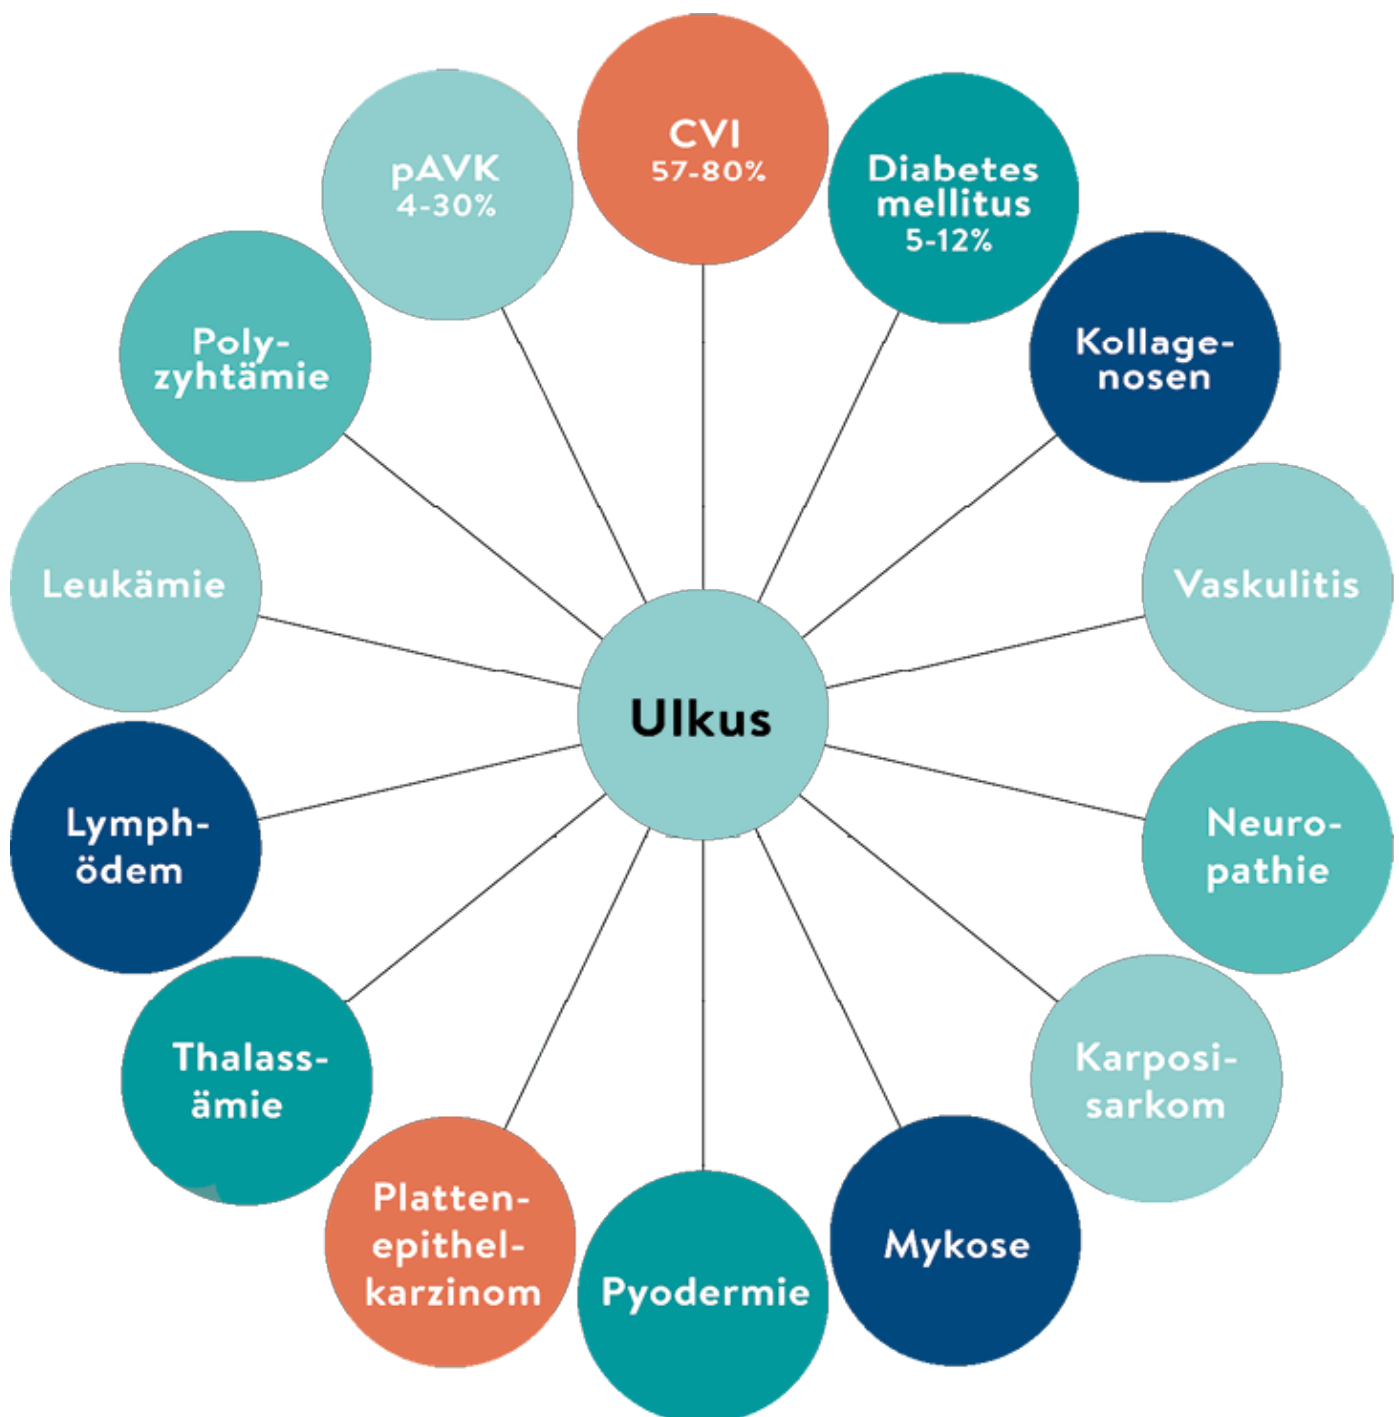 CVI
57-80%
Diabetes
mellitus
5-12%
Kollage-
nosen
Vaskulitis
Neuro-
pathie
Karposi-
sarkom
Mykose
Pyodermie
Platten-
epithel-
karzinom
Thalass-
ämie
Lymph-
ödem
Leukämie
Poly-
zyhtämie
pAVK
4-30%
Ulkus